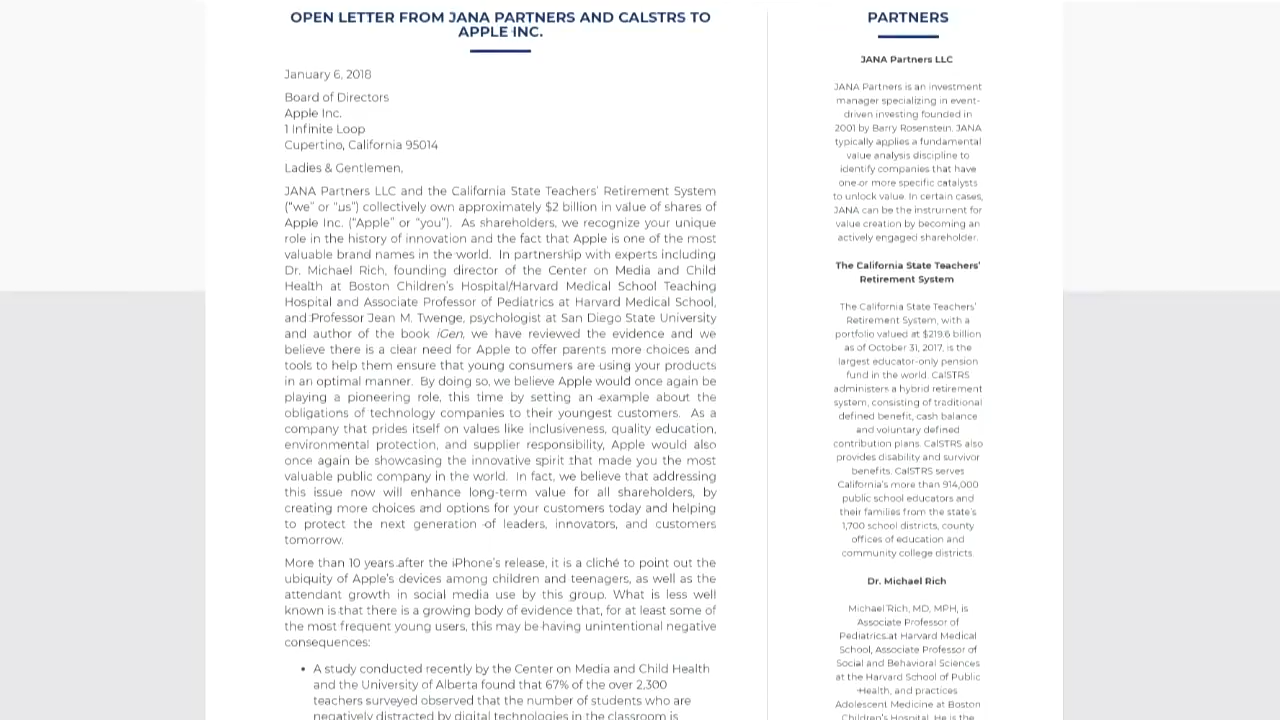 OPEN LETTER FROM JANA PARTNERS AND CALSTRS TO
APPLE INC.
January 6, 2018
Board of Directors
Apple Inc.
1 Infinite Loop
Cupertino, California 95014
Ladies & Gentlemen,
JANA Partners LLC and the California State Teachers' Retirement System
("we" or "us") collectively own approximately $2 billion in value of shares of
Apple Inc. ("Apple" or "you"). As shareholders, we recognize your unique
role in the history of innovation and the fact that Apple is one of the most
valuable brand names in the world. In partnership with experts including
Dr. Michael Rich, founding director of the Center on Media and Child
Health at Boston Children's Hospital/Harvard Medical School Teaching
Hospital and Associate Professor of Pediatrics at Harvard Medical School,
and Professor Jean M. Twenge, psychologist at San Diego State University
and author of the book iGen, we have reviewed the evidence and we
believe there is a clear need for Apple to offer parents more choices and
tools to help them ensure that young consumers are using your products
in an optimal manner. By doing so, we believe Apple would once again be
playing a pioneering role, this time by setting an example about the
obligations of technology companies to their youngest customers. As a
company that prides itself on values like inclusiveness, quality education,
environmental protection, and supplier responsibility, Apple would also
once again be showcasing the innovative spirit that made you the most
valuable public company in the world. In fact, we believe that addressing
this issue now will enhance long-term value for all shareholders, by
creating more choices and options for your customers today and helping
to protect the next generation of leaders, innovators, and customers
tomorrow.
More than 10 years after the iPhone's release, it is a cliché to point out the
ubiquity of Apple's devices among children and teenagers, as well as the
attendant growth in social media use by this group. What is less well
known is that there is a growing body of evidence that, for at least some of
the most frequent young users, this may be having unintentional negative
consequences:
• A study conducted recently by the Center on Media and Child Health
and the University of Alberta found that 67% of the over 2,300
teachers surveyed observed that the number of students who are
negatively distracted by digital technologies in the classroom is
PARTNERS
JANA Partners LLC
JANA Partners is an investment
manager specializing in event-
driven investing founded in
2001 by Barry Rosenstein. JANA
typically applies a fundamental
value analysis discipline to
identify companies that have
one or more specific catalysts
to unlock value. In certain cases,
JANA can be the instrument for
value creation by becoming an
actively engaged shareholder.
The California State Teachers'
Retirement System
The California State Teachers'
Retirement System, with a
portfolio valued at $219.6 billion
as of October 31, 2017, is the
largest educator-only pension
fund in the world. CalSTRS
administers a hybrid retirement
system, consisting of traditional
defined benefit, cash balance
and voluntary defined
contribution plans. CalSTRS also
provides disability and survivor
benefits. CalSTRS serves
California's more than 914,000
public school educators and
their families from the state's
1,700 school districts, county
offices of education and
community college districts.
Dr. Michael Rich
Michael Rich, MD, MPH, is
Associate Professor of
Pediatrics at Harvard Medical
School, Associate Professor of
Social and Behavioral Sciences
at the Harvard School of Public
Health, and practices
Adolescent Medicine at Boston
Children's Hospital. He is the